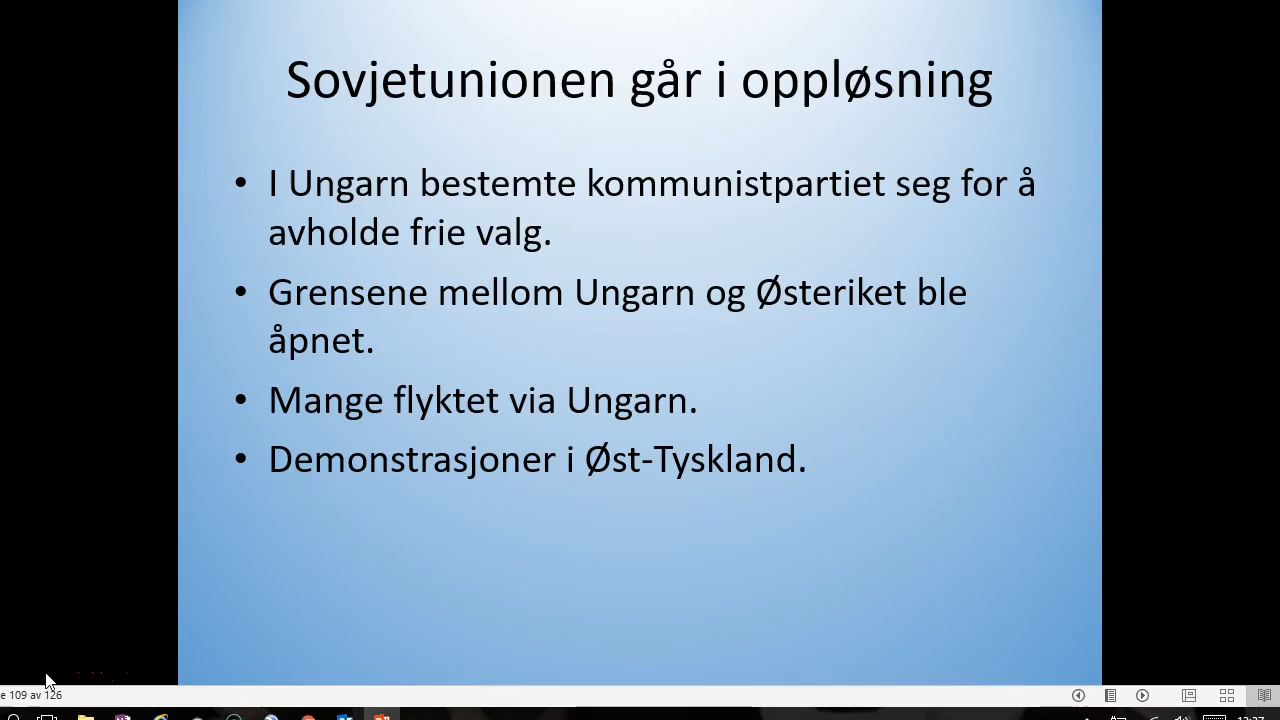 Sovjetunionen går i oppløsning
• I Ungarn bestemte kommunistpartiet seg for å
avholde frie valg.
• Grensene mellom Ungarn og Østeriket ble
åpnet.
• Mange flyktet via Ungarn.
• Demonstrasjoner i Øst-Tyskland.
e 109 av 126